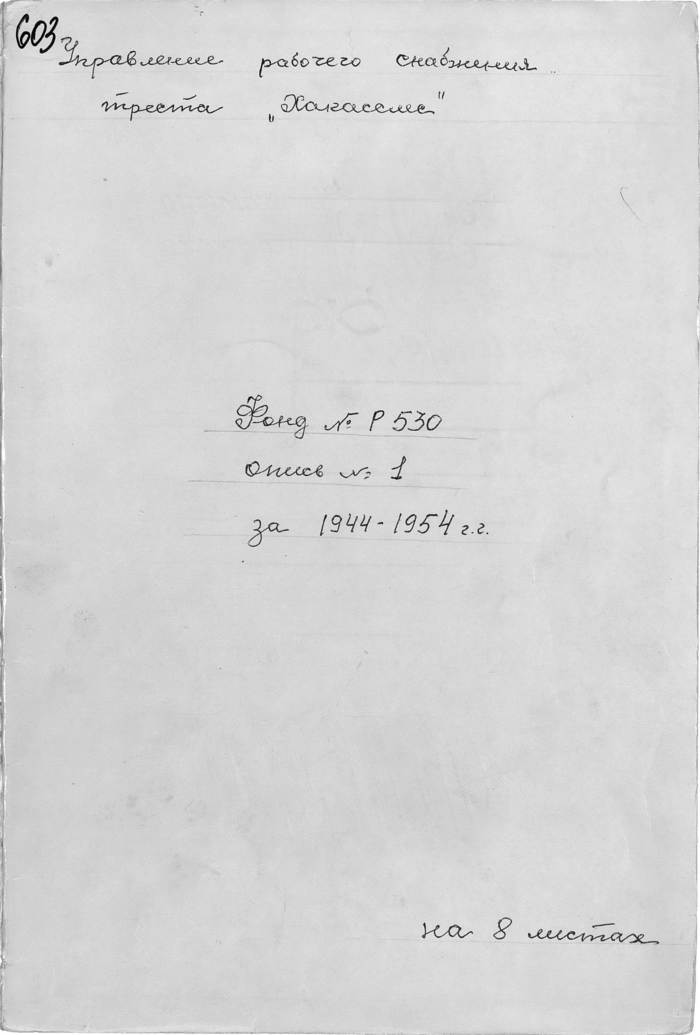 603
Управление рабочего снабжения
треста „Хакасслес"
Фонд № Р 530
опись № 1
за 1944-1954 г.г.
на 8 листах